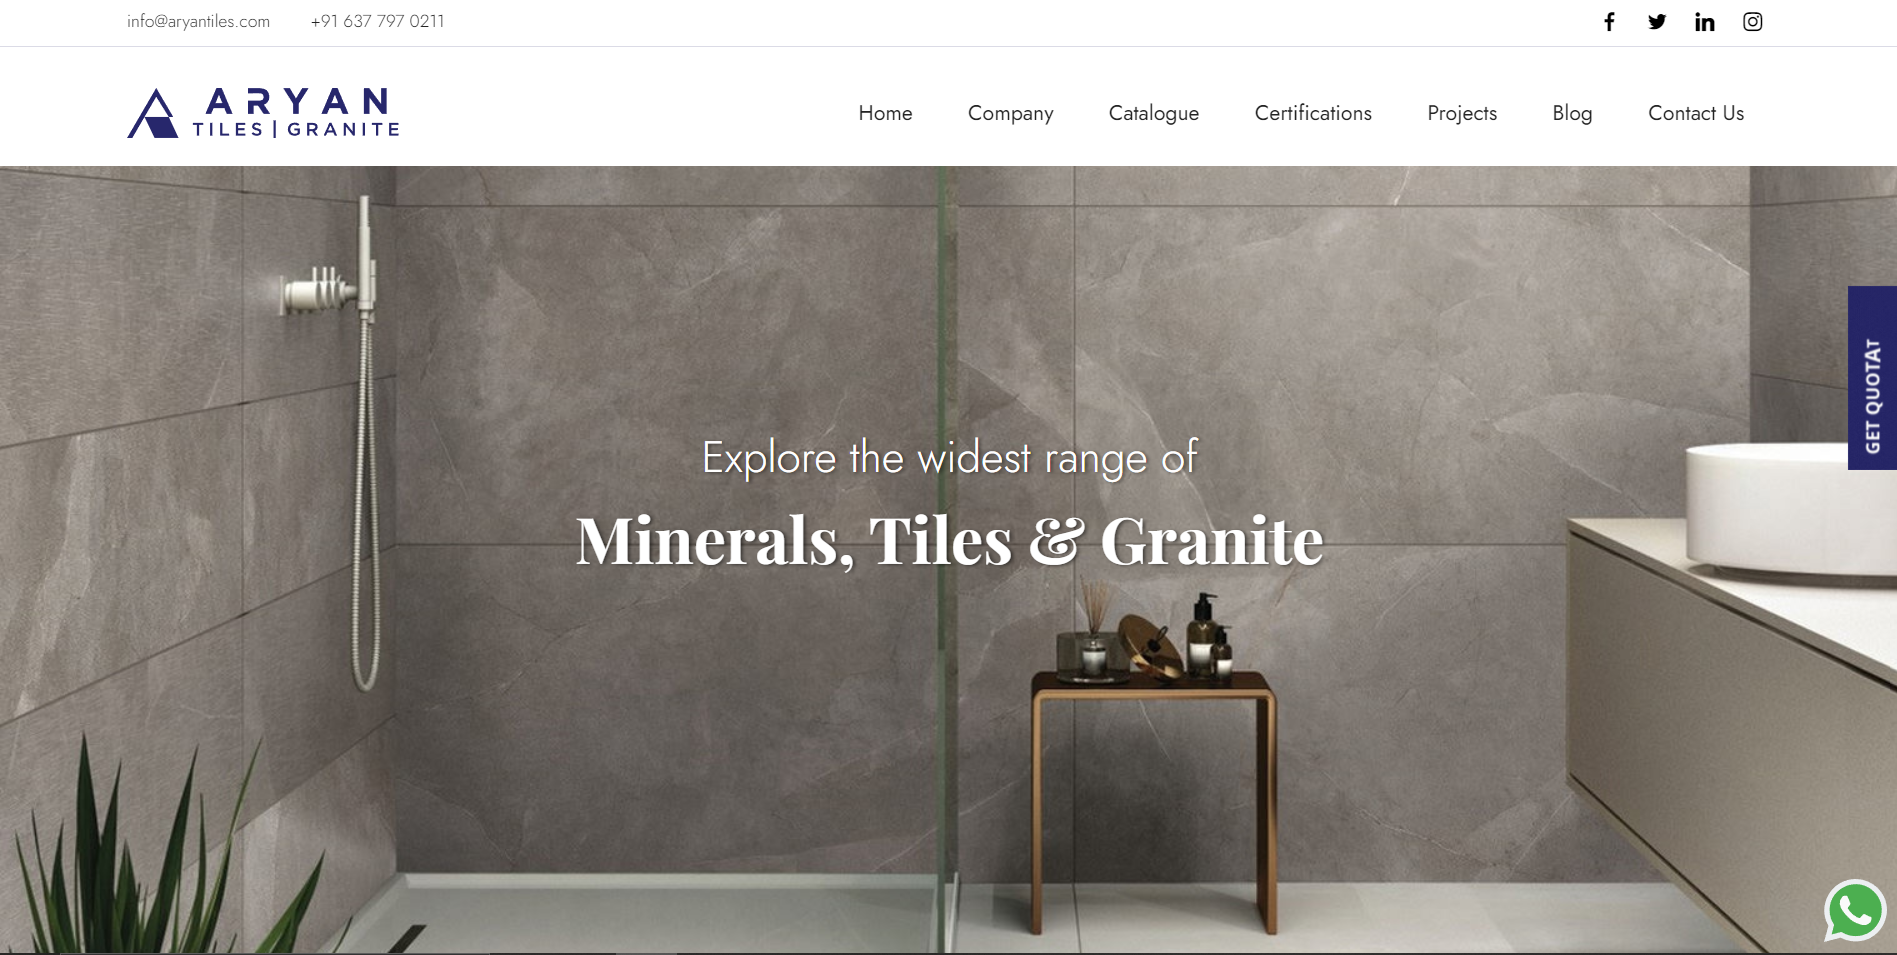 info@aryantiles.com +91 637 797 0211
ARYAN
TILES | GRANITE
Home Company Catalogue Certifications Projects Blog Contact Us
GET QUOTAT
Explore the widest range of
Minerals, Tiles & Granite